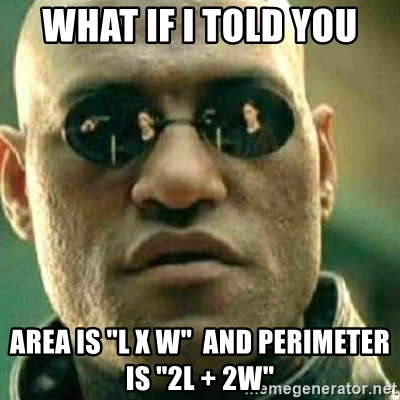 WHAT IF I TOLD YOU
AREA IS "L X W" AND PERIMETER
IS "2L + 2W"
memegenerator.net